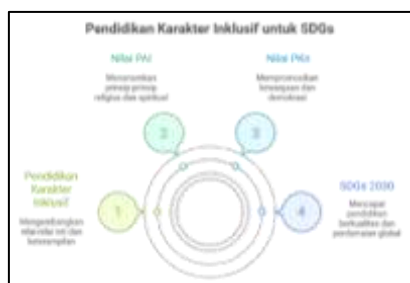 Pendidikan Karakter Inklusif untuk SDGs
Nilai PAI
Menanamkan
prinsip-prinsip
religius dan spiritual
2
Nilai PKn
Mempromosikan
kewargaan dan
demokrasi
3
Pendidikan
Karakter
Inklusif
Mengembangkan
nilai-nilai inti dan
keterampilan
1
SDGs 2030
Mencapai
pendidikan
berkualitas dan
perdamaian global
4